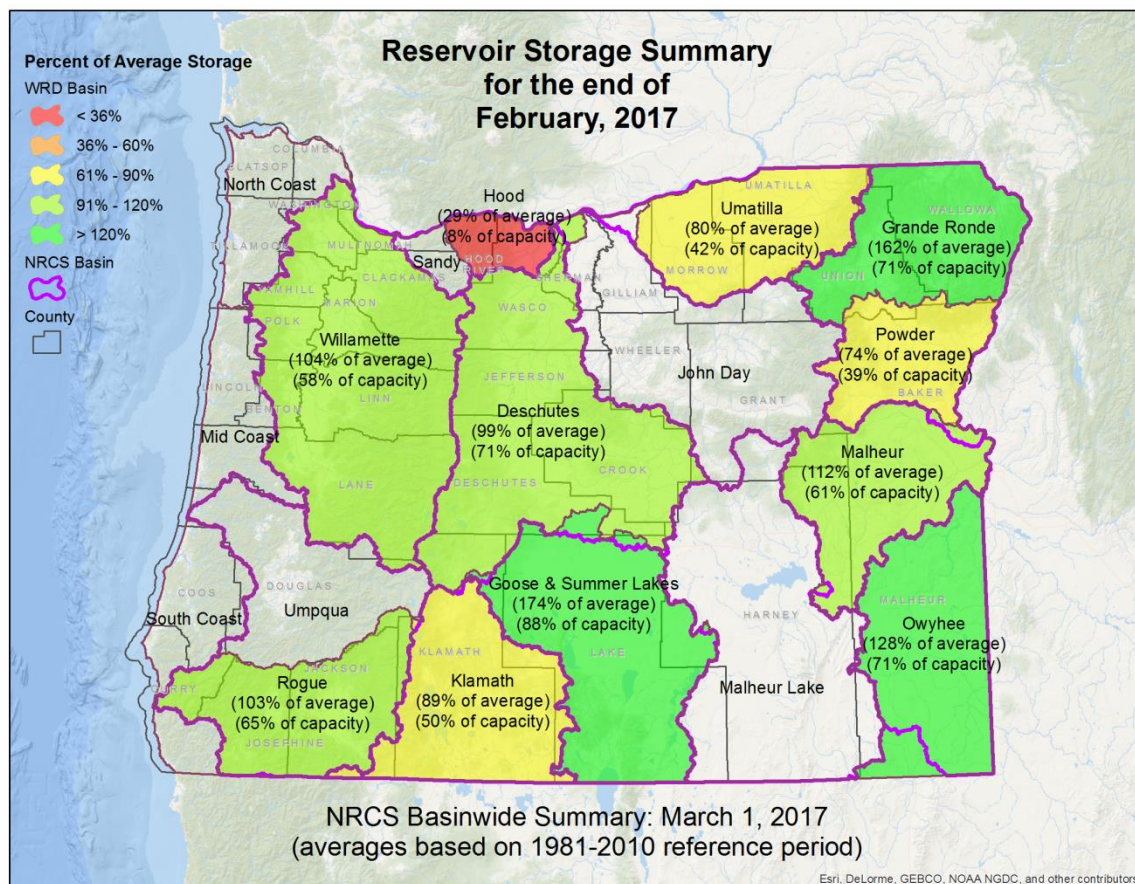 Reservoir Storage Summary
for the end of
February, 2017
Percent of Average Storage
WRD Basin
< 36%
36% - 60%
61% - 90%
91% - 120%
> 120%
NRCS Basin
County
COLUMBIA
CLATSOP
North Coast
WASHINGTON
TILLAMOOK
MULTNOMAH
Hood
(29% of average)
(8% of capacity)
HOOD
RIVER
Sandy
CLACKAMAS
SHERMAN
UMATILLA
Umatilla
(80% of average)
(42% of capacity)
MORROW
GILLIAM
WALLOWA
Grande Ronde
(162% of average)
(71% of capacity)
UNION
YAMHILL
MARION
POLK
WASCO
Willamette
(104% of average)
(58% of capacity)
LINN
LINCOLN
BENTON
Mid Coast
WHEELER
JEFFERSON
John Day
GRANT
Powder
(74% of average)
(39% of capacity)
BAKER
Deschutes
(99% of average)
(71% of capacity)
CROOK
DESCHUTES
LANE
Malheur
(112% of average)
(61% of capacity)
COOS
DOUGLAS
Umpqua
South Coast
Goose & Summer Lakes
(174% of average)
(88% of capacity)
LAKE
HARNEY
MALHEUR
Owyhee
(128% of average)
(71% of capacity)
Malheur Lake
KLAMATH
Klamath
(89% of average)
(50% of capacity)
JACKSON
CURRY
Rogue
(103% of average)
(65% of capacity)
JOSEPHINE
NRCS Basinwide Summary: March 1, 2017
(averages based on 1981-2010 reference period)
Esri, DeLorme, GEBCO, NOAA NGDC, and other contributors